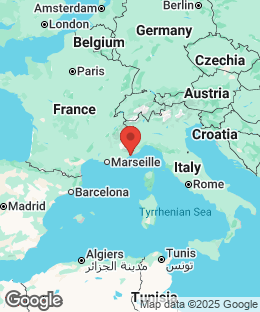 Amsterdam
Berlin
London
Germany
Belgium
Paris
Czechia
Austria
France
Croatia
Marseille
Italy
Rome
Barcelona
Madrid
Tyrrhenian Sea
Algiers
مدينة الجزائر
Tunis
تونس
Tunisia
Map data ©2025 Google